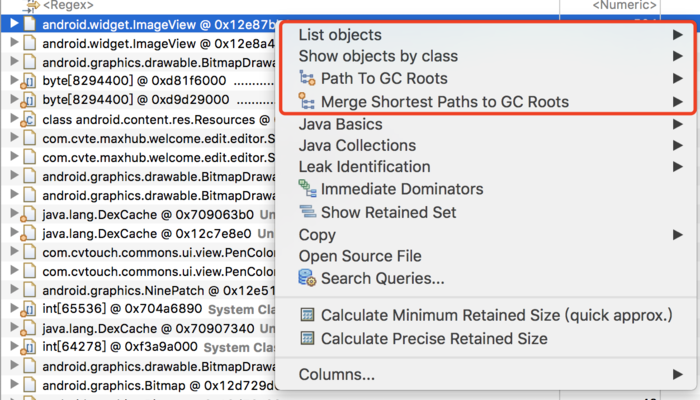 <Regex>
<Numeric>
android.widget.ImageView @ 0x12e87b
android.widget.ImageView @ 0x12e8a4
android.graphics.drawable.BitmapDrawa
byte[8294400] @ 0xd81f6000 ...........
byte[8294400] @ 0xd9d29000 ...........
class android.content.res.Resources @
com.cvte.maxhub.welcome.edit.editor.S
com.cvte.maxhub.welcome.edit.editor.S
android.graphics.drawable.BitmapDrawa
android.graphics.drawable.BitmapDrawa
java.lang.DexCache @ 0x709063b0 Un
java.lang.DexCache @ 0x12c7e8e0 Un
com.cvtouch.commons.ui.view.PenColor
com.cvtouch.commons.ui.view.PenColor
android.graphics.NinePatch @ 0x12e51
int[65536] @ 0x704a6890 System Cla
java.lang.DexCache @ 0x70907340 Un
int[64278] @ 0xf3a9a000 System Clas
android.graphics.drawable.BitmapDrawa
android.graphics.Bitmap @ 0x12d729d
android.graphics.drawable.BitmapDrawa
List objects
Show objects by class
Path To GC Roots
Merge Shortest Paths to GC Roots
Java Basics
Java Collections
Leak Identification
Immediate Dominators
Show Retained Set
Copy
Open Source File
Search Queries...
Calculate Minimum Retained Size (quick approx.)
Calculate Precise Retained Size
Columns...